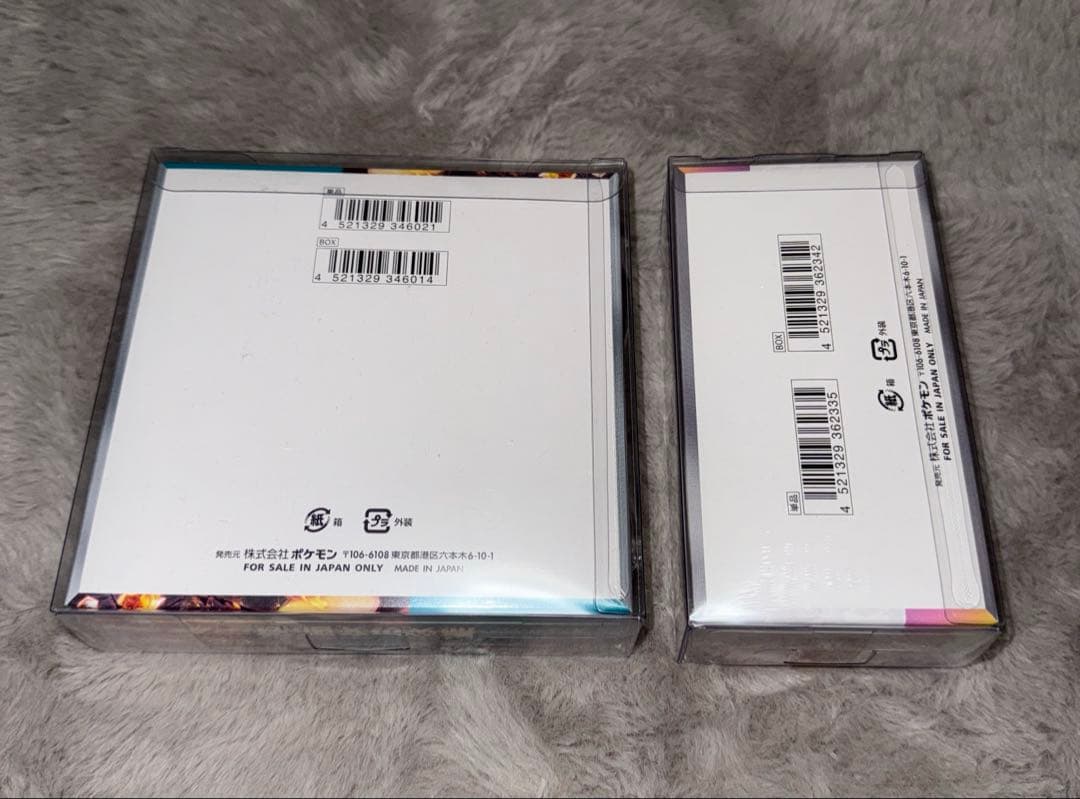 単品
4 521329 346021
BOX
4 521329 346014
紙 箱 プラ 外装
発売元 株式会社ポケモン 〒106-6108 東京都港区六本木6-10-1
FOR SALE IN JAPAN ONLY MADE IN JAPAN
BOX
4 521329 362342
単品
4 521329 362335
紙 箱 プラ 外装
発売元 株式会社ポケモン 〒106-6108 東京都港区六本木6-10-1
FOR SALE IN JAPAN ONLY MADE IN JAPAN